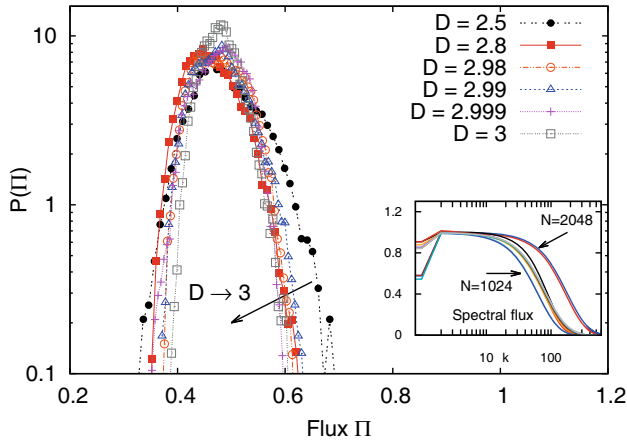 10
1
0.1
P(Π)
0.2
0.4
0.6
0.8
1
1.2
Flux Π
D = 2.5
D = 2.8
D = 2.98
D = 2.99
D = 2.999
D = 3
D → 3
1.2
0.8
0.4
0
N=2048
N=1024
Spectral flux
10 k 100